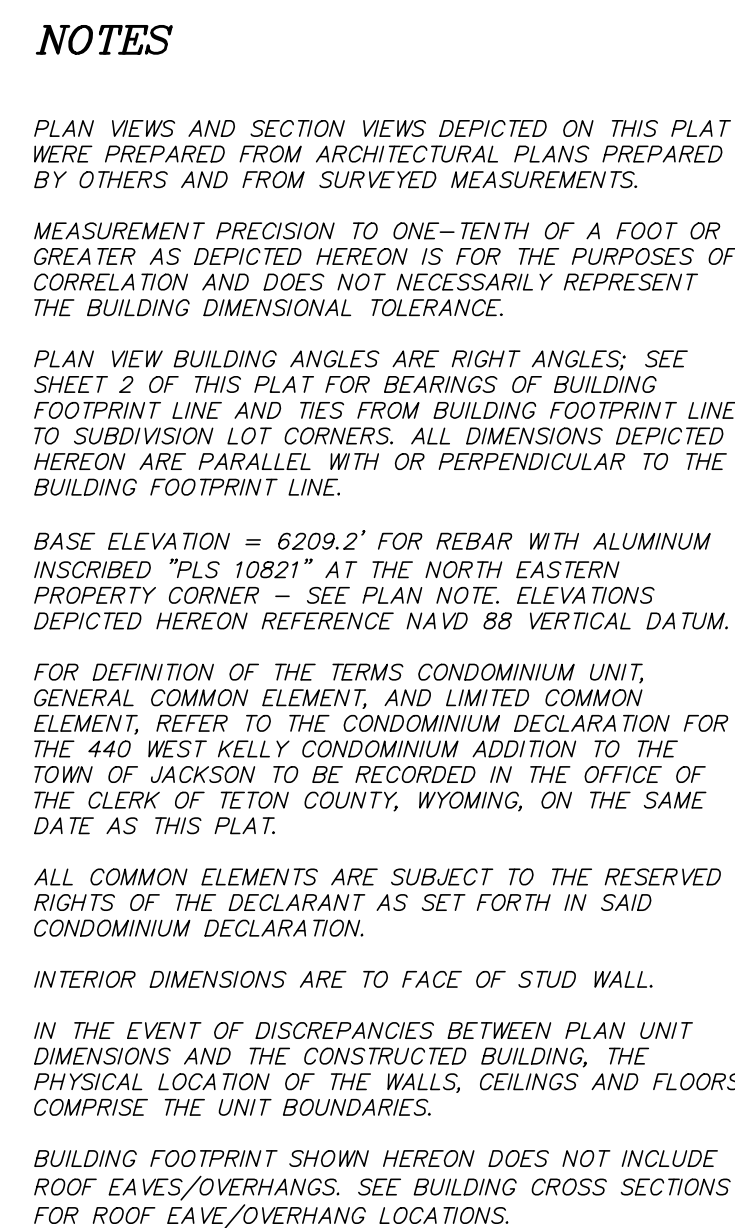 NOTES
PLAN VIEWS AND SECTION VIEWS DEPICTED ON THIS PLAT
WERE PREPARED FROM ARCHITECTURAL PLANS PREPARED
BY OTHERS AND FROM SURVEYED MEASUREMENTS.
MEASUREMENT PRECISION TO ONE-TENTH OF A FOOT OR
GREATER AS DEPICTED HEREON IS FOR THE PURPOSES OF
CORRELATION AND DOES NOT NECESSARILY REPRESENT
THE BUILDING DIMENSIONAL TOLERANCE.
PLAN VIEW BUILDING ANGLES ARE RIGHT ANGLES; SEE
SHEET 2 OF THIS PLAT FOR BEARINGS OF BUILDING
FOOTPRINT LINE AND TIES FROM BUILDING FOOTPRINT LINE
TO SUBDIVISION LOT CORNERS. ALL DIMENSIONS DEPICTED
HEREON ARE PARALLEL WITH OR PERPENDICULAR TO THE
BUILDING FOOTPRINT LINE.
BASE ELEVATION = 6209.2' FOR REBAR WITH ALUMINUM
INSCRIBED "PLS 10821" AT THE NORTH EASTERN
PROPERTY CORNER - SEE PLAN NOTE. ELEVATIONS
DEPICTED HEREON REFERENCE NAVD 88 VERTICAL DATUM.
FOR DEFINITION OF THE TERMS CONDOMINIUM UNIT,
GENERAL COMMON ELEMENT, AND LIMITED COMMON
ELEMENT, REFER TO THE CONDOMINIUM DECLARATION FOR
THE 440 WEST KELLY CONDOMINIUM ADDITION TO THE
TOWN OF JACKSON TO BE RECORDED IN THE OFFICE OF
THE CLERK OF TETON COUNTY, WYOMING, ON THE SAME
DATE AS THIS PLAT.
ALL COMMON ELEMENTS ARE SUBJECT TO THE RESERVED
RIGHTS OF THE DECLARANT AS SET FORTH IN SAID
CONDOMINIUM DECLARATION.
INTERIOR DIMENSIONS ARE TO FACE OF STUD WALL.
IN THE EVENT OF DISCREPANCIES BETWEEN PLAN UNIT
DIMENSIONS AND THE CONSTRUCTED BUILDING, THE
PHYSICAL LOCATION OF THE WALLS, CEILINGS AND FLOORS
COMPRISE THE UNIT BOUNDARIES.
BUILDING FOOTPRINT SHOWN HEREON DOES NOT INCLUDE
ROOF EAVES/OVERHANGS. SEE BUILDING CROSS SECTIONS
FOR ROOF EAVE/OVERHANG LOCATIONS.